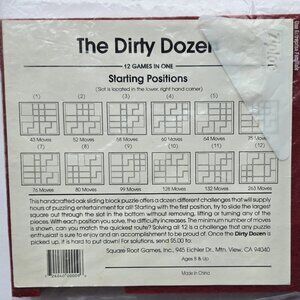 The Dirty Dozen
12 GAMES IN ONE
Starting Positions
(Slot is located in the lower, right hand corner)
(1) (2) (3) (4) (5)
43 Moves 52 Moves 58 Moves 60 Moves 64 Moves 75
(7) (8) (9) (10) (11) (12)
76 Moves 80 Moves 99 Moves 128 Moves 132 Moves 263 Moves
This handcrafted oak sliding block puzzle offers a dozen different challenges that will supply
hours of puzzling entertainment for all! Starting with the first position, try to slide the largest
square out through the slot in the bottom without removing, lifting or turning any of the
pieces. With each position you solve, the difficulty increases. The minimum number of moves
is shown, can you match the quickest route? Solving all 12 is a challenge that any puzzle
enthusiast is sure to enjoy and an accomplishment to be proud of. Once the Dirty Dozen is
picked up, it is hard to put down! For solutions, send $5.00 to:
Square Root Games, Inc., 945 Eichler Dr., Mtn. View, CA 94040
Ages 8 & Up
Made in China